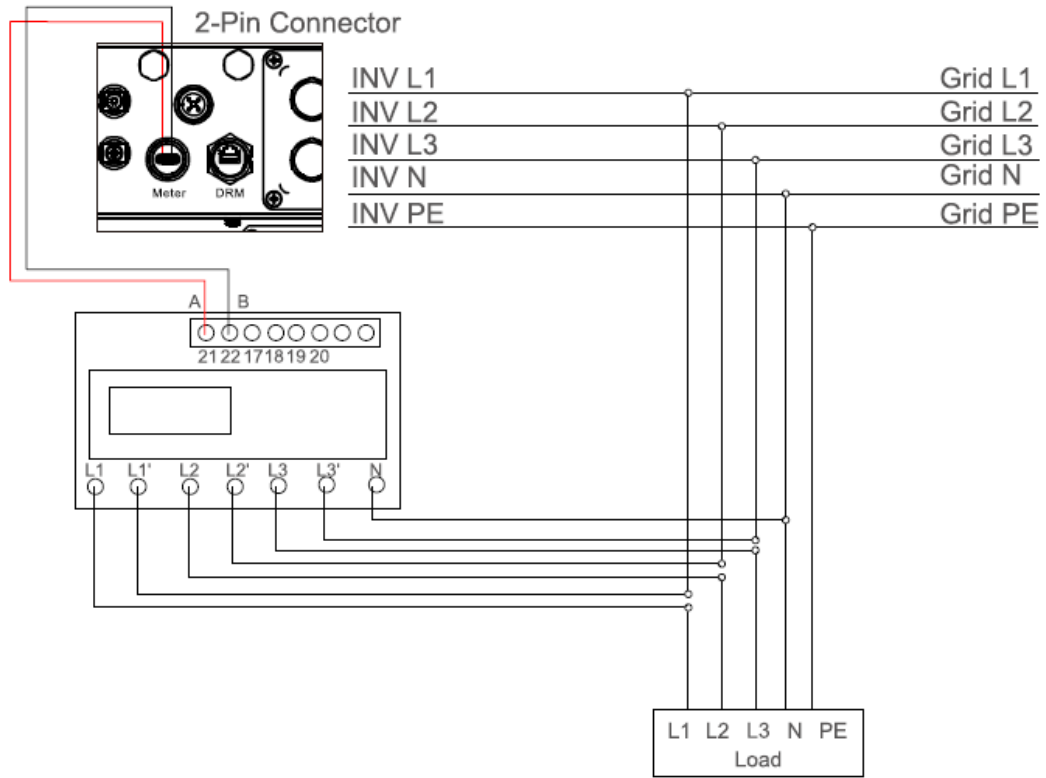 2-Pin Connector
Meter DRM
INV L1 Grid L1
INV L2 Grid L2
INV L3 Grid L3
INV N Grid N
INV PE Grid PE
A B
21 22 17 18 19 20
L1 L1' L2 L2' L3 L3' N
L1 L2 L3 N PE
Load